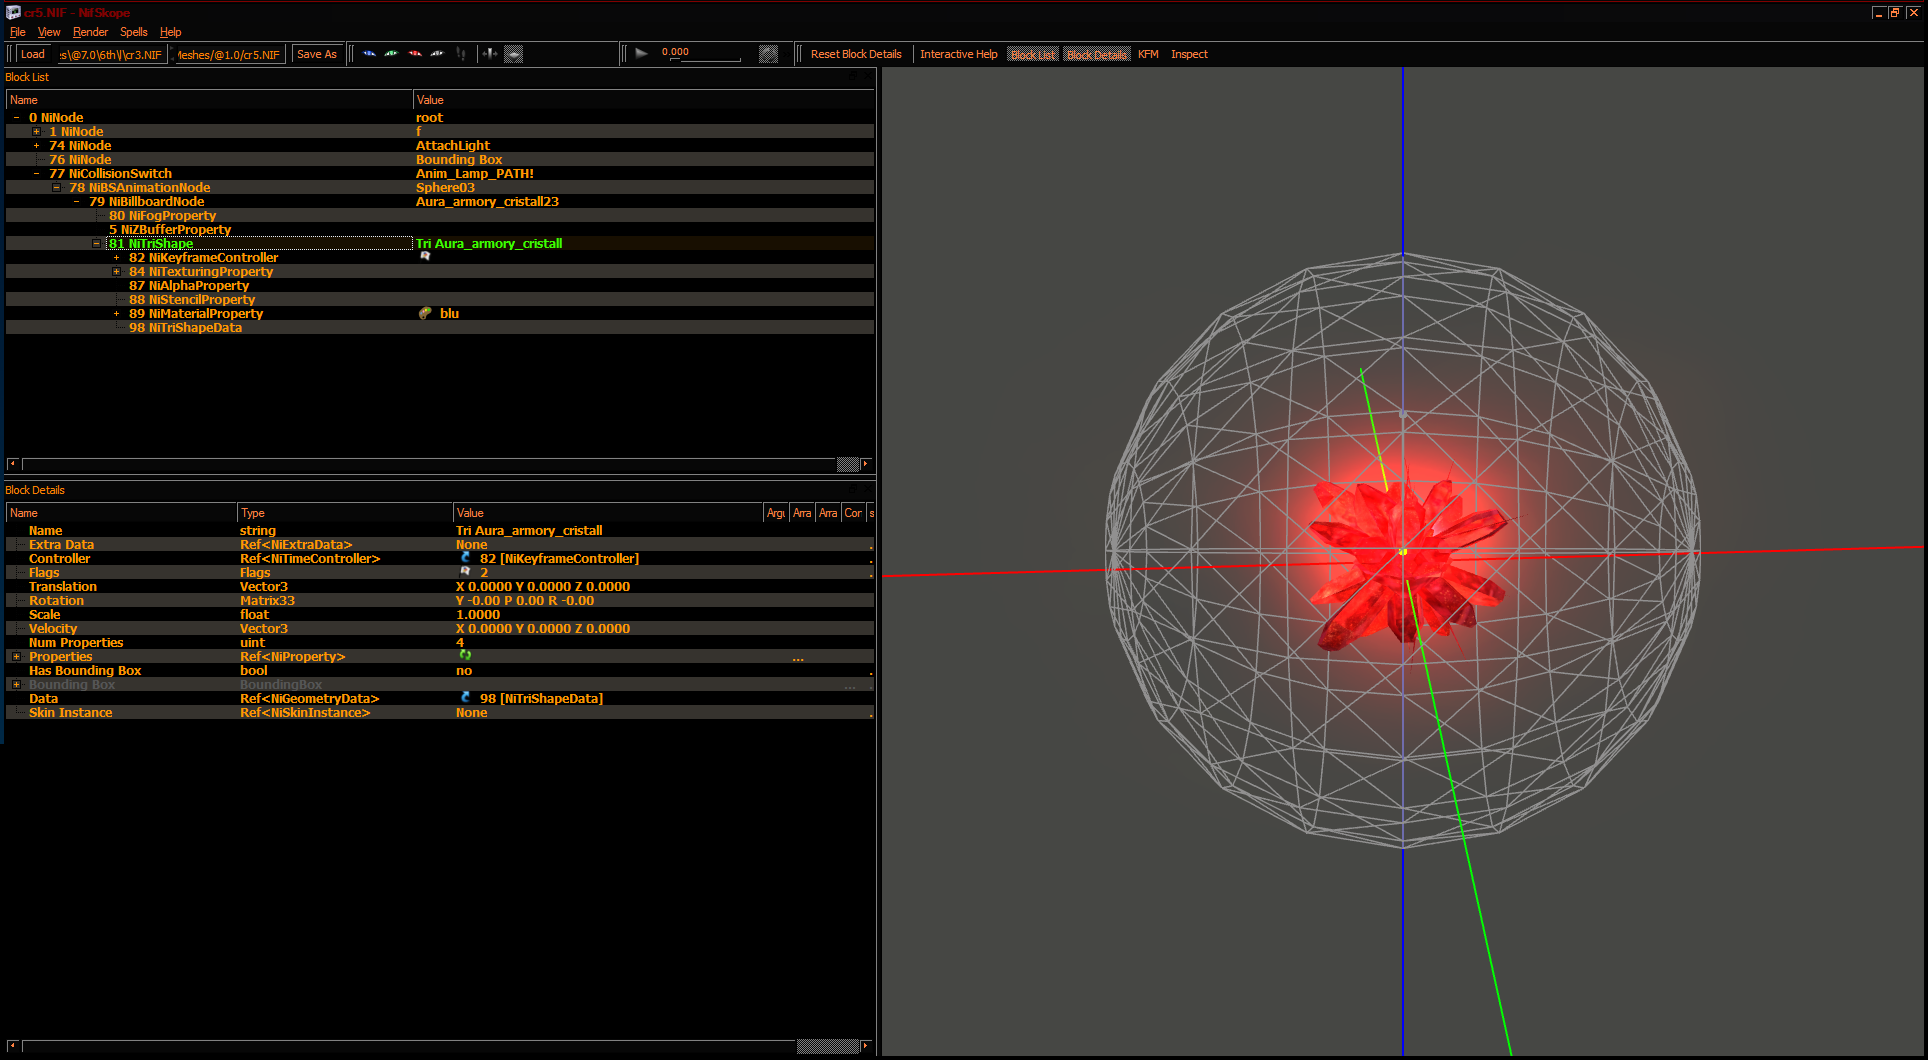 cr5.NIF - NifSkope
File View Render Spells Help
Load :s\@7.0\6th\l\cr3.NIF Meshes/@1.0/cr5.NIF Save As 0.000 Reset Block Details Interactive Help Block List Block Details KFM Inspect
Block List
Name Value
0 NiNode root
1 NiNode f
74 NiNode AttachLight
76 NiNode Bounding Box
77 NiCollisionSwitch Anim_Lamp_PATH!
78 NiBSAnimationNode Sphere03
79 NiBillboardNode Aura_armory_cristall23
80 NiFogProperty
5 NiZBufferProperty
81 NiTriShape Tri Aura_armory_cristall
82 NiKeyframeController
84 NiTexturingProperty
87 NiAlphaProperty
88 NiStencilProperty
89 NiMaterialProperty blu
98 NiTriShapeData
Block Details
Name Type Value Argu Arra Arra Cor s
Name string Tri Aura_armory_cristall
Extra Data Ref<NiExtraData> None
Controller Ref<NiTimeController> 82 [NiKeyframeController]
Flags Flags 2
Translation Vector3 X 0.0000 Y 0.0000 Z 0.0000
Rotation Matrix33 Y -0.00 P 0.00 R -0.00
Scale float 1.0000
Velocity Vector3 X 0.0000 Y 0.0000 Z 0.0000
Num Properties uint 4
Properties Ref<NiProperty> ...
Has Bounding Box bool no
Bounding Box BoundingBox ...
Data Ref<NiGeometryData> 98 [NiTriShapeData]
Skin Instance Ref<NiSkinInstance> None